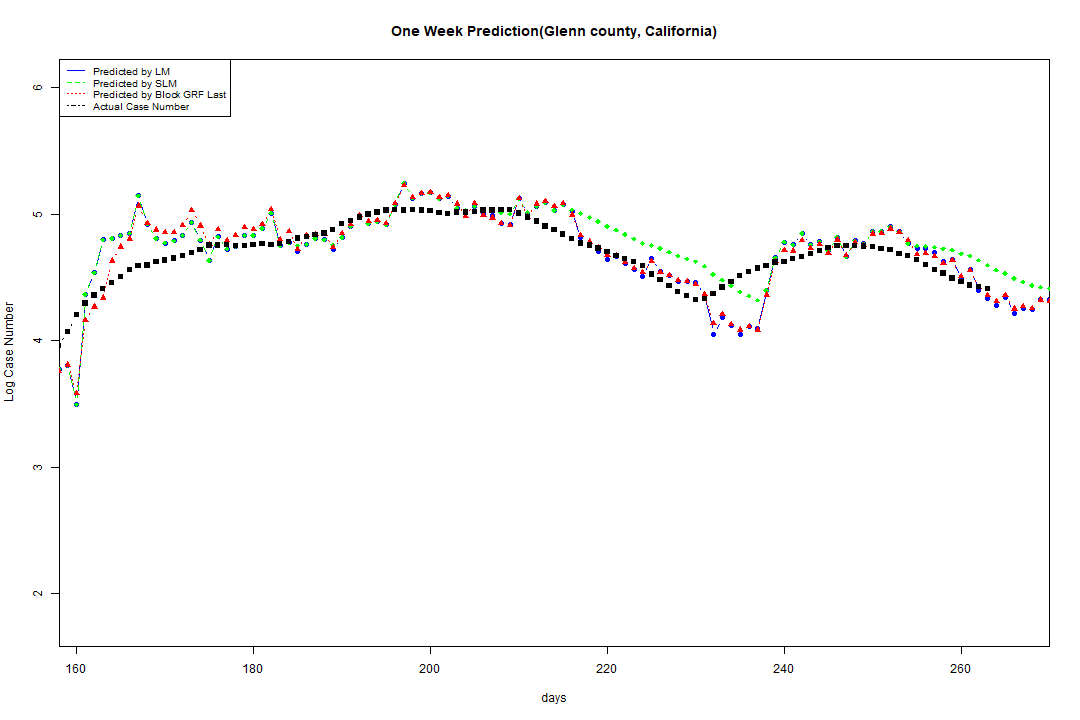 One Week Prediction(Glenn county, California)
Predicted by LM
Predicted by SLM
Predicted by Block GRF Last
Actual Case Number
6
5
4
3
2
Log Case Number
160 180 200 220 240 260
days